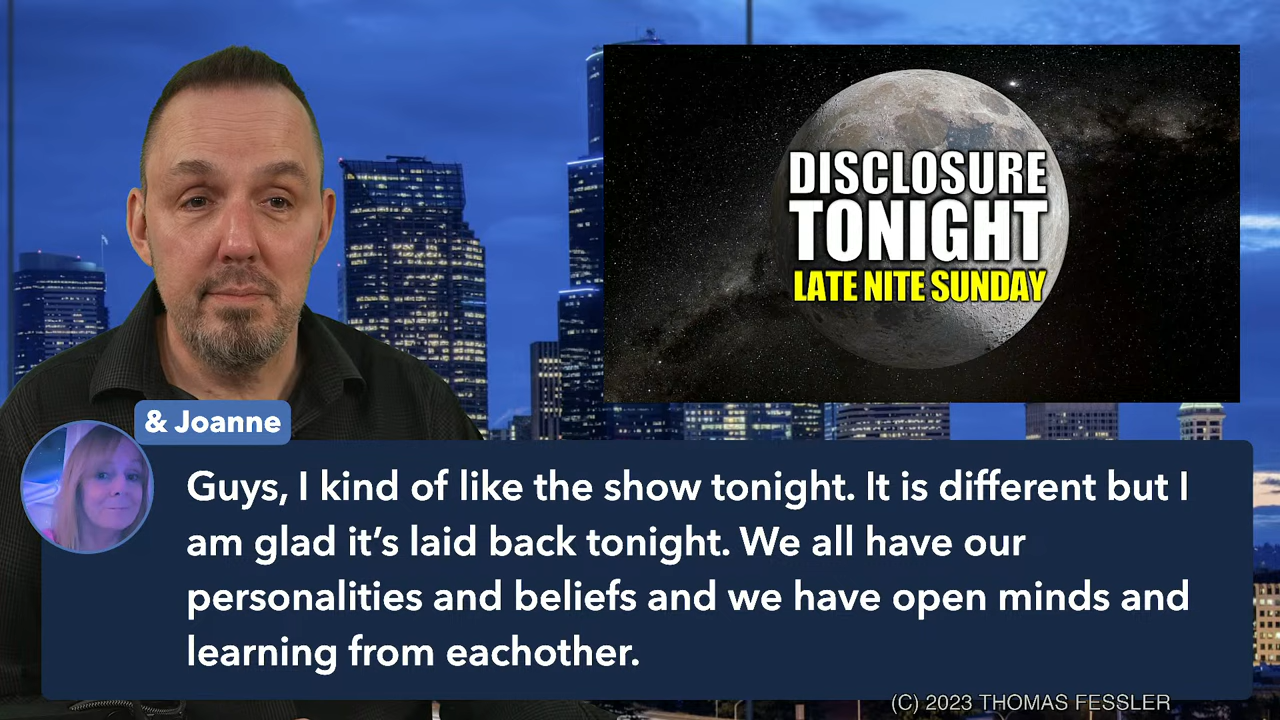 DISCLOSURE
TONIGHT
LATE NITE SUNDAY
& Joanne
Guys, I kind of like the show tonight. It is different but I
am glad it’s laid back tonight. We all have our
personalities and beliefs and we have open minds and
learning from eachother.
(C) 2023 THOMAS FESSLER